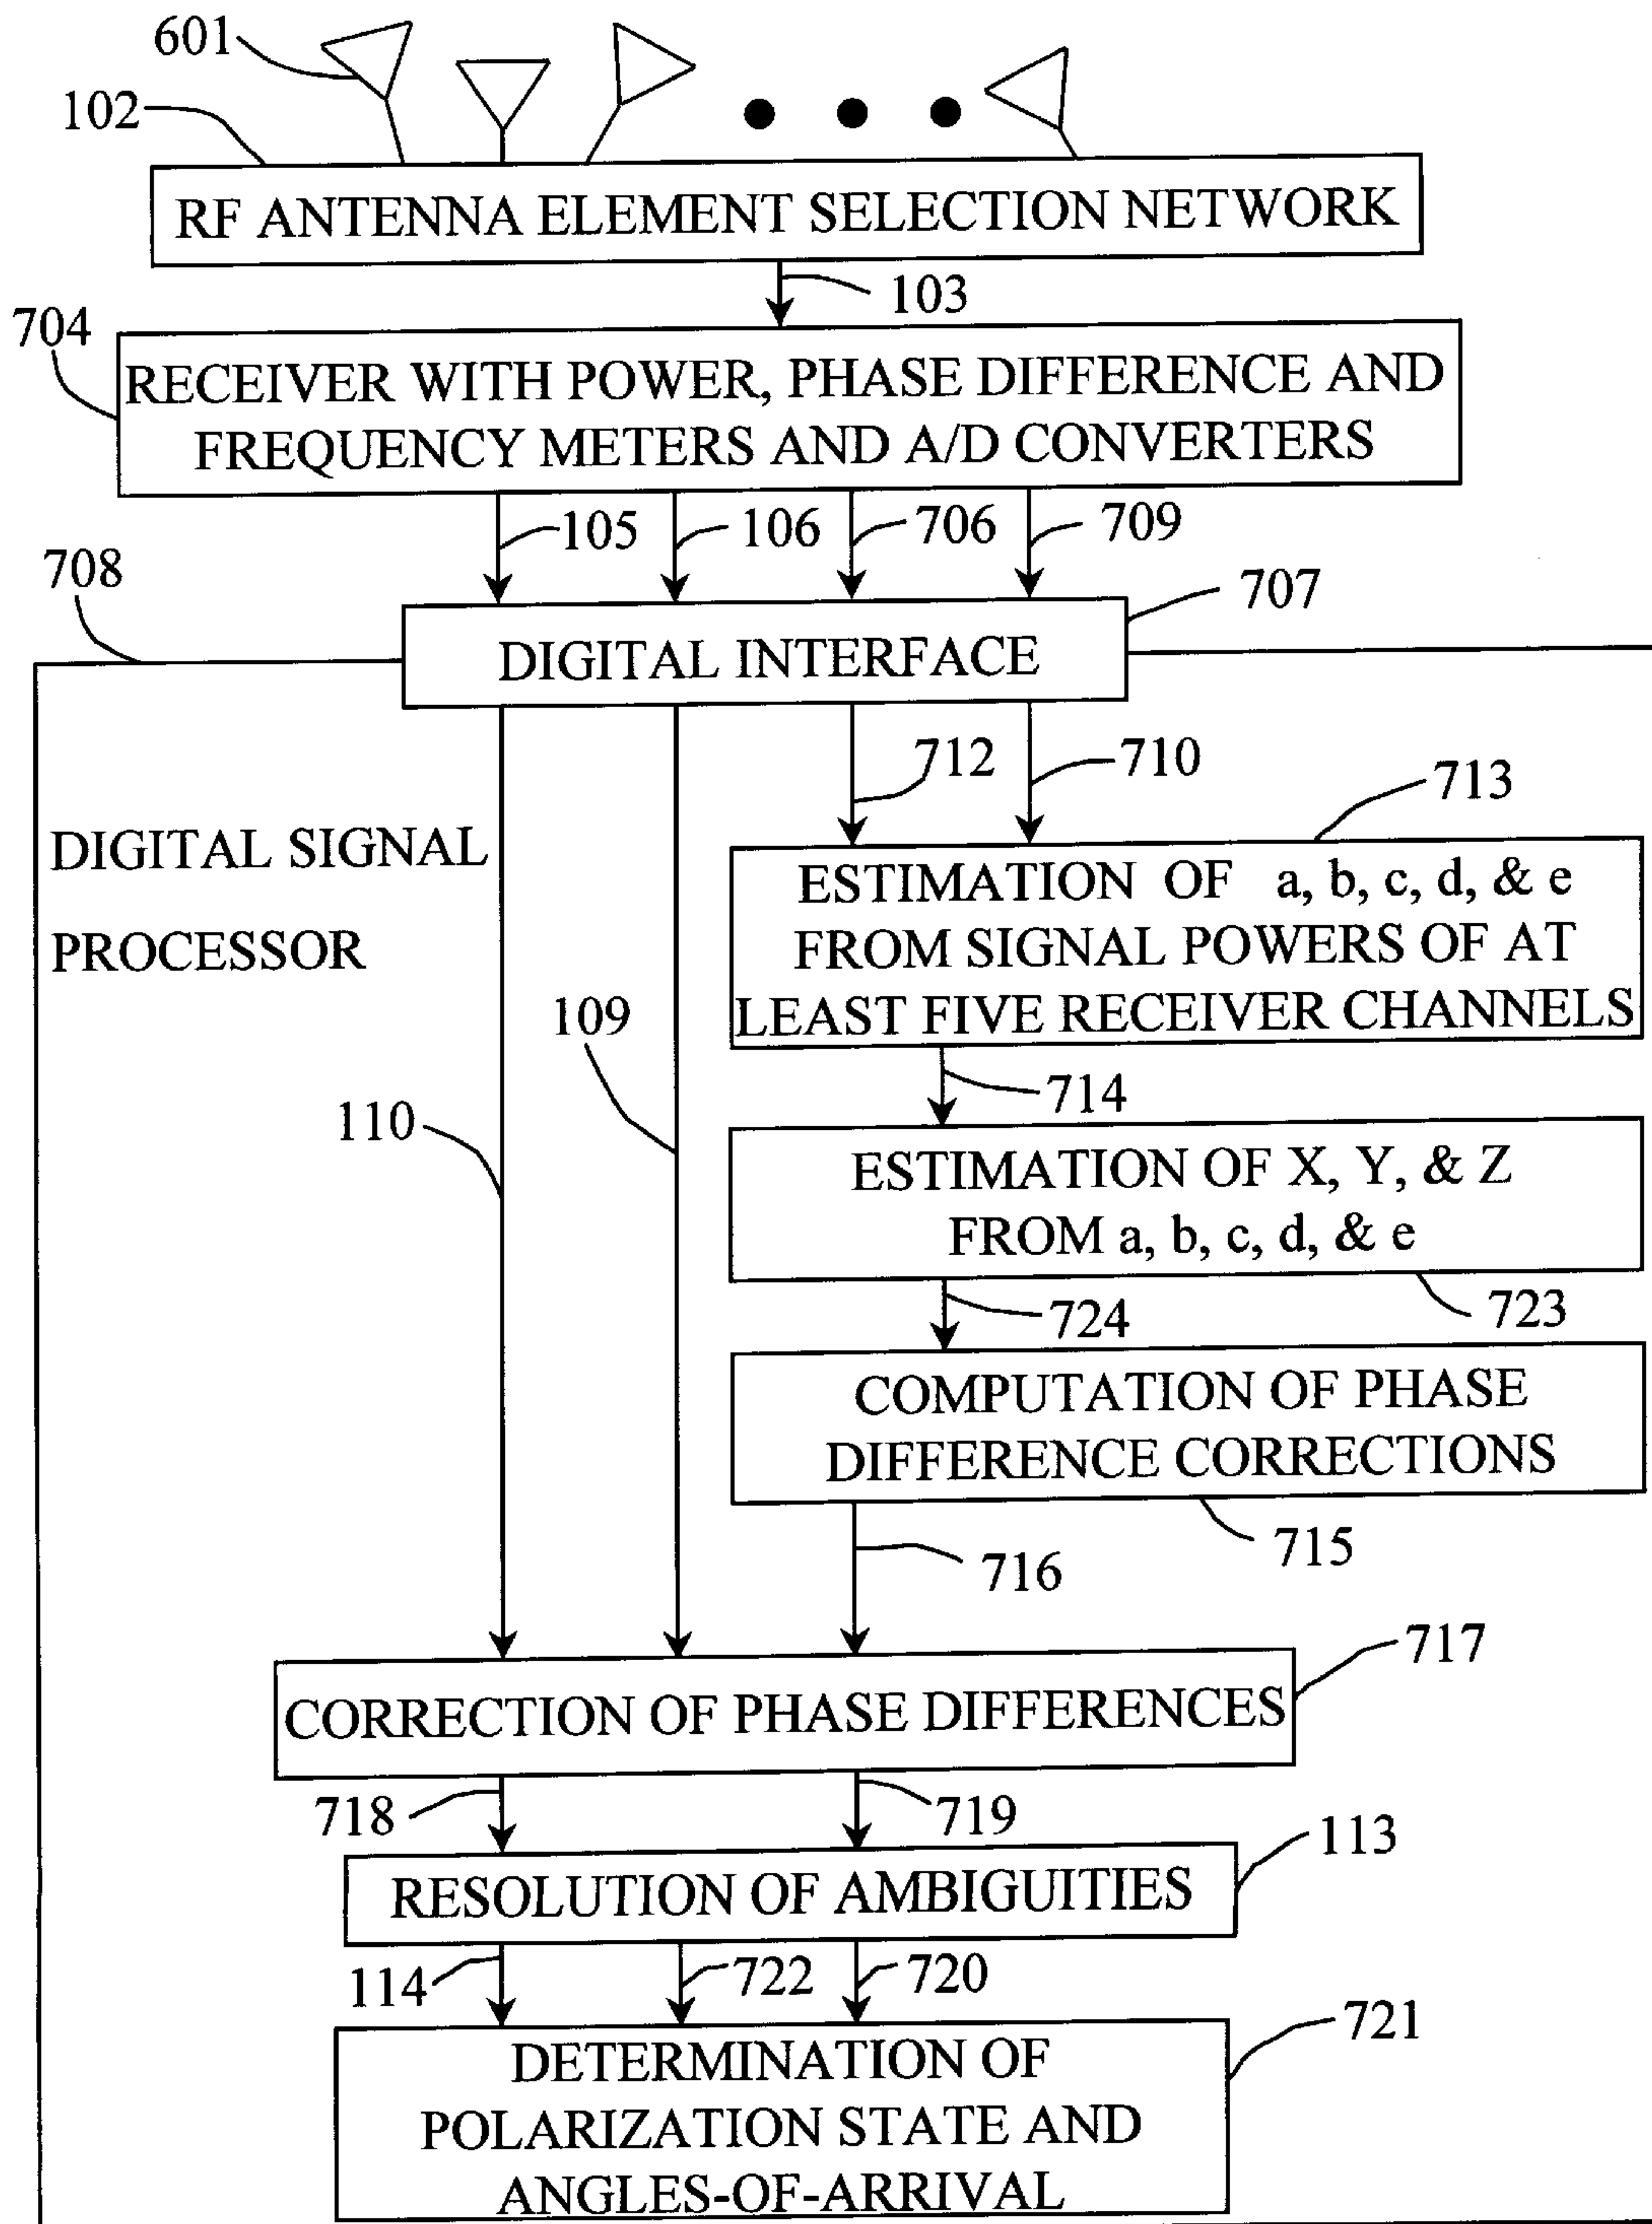 601
102
RF ANTENNA ELEMENT SELECTION NETWORK
103
704
RECEIVER WITH POWER, PHASE DIFFERENCE AND
FREQUENCY METERS AND A/D CONVERTERS
105
106
706
709
708
707
DIGITAL INTERFACE
712
710
713
DIGITAL SIGNAL
PROCESSOR
ESTIMATION OF a, b, c, d, & e
FROM SIGNAL POWERS OF AT
LEAST FIVE RECEIVER CHANNELS
109
714
110
ESTIMATION OF X, Y, & Z
FROM a, b, c, d, & e
724
723
COMPUTATION OF PHASE
DIFFERENCE CORRECTIONS
716
715
717
CORRECTION OF PHASE DIFFERENCES
718
719
113
RESOLUTION OF AMBIGUITIES
114
722
720
721
DETERMINATION OF
POLARIZATION STATE AND
ANGLES-OF-ARRIVAL